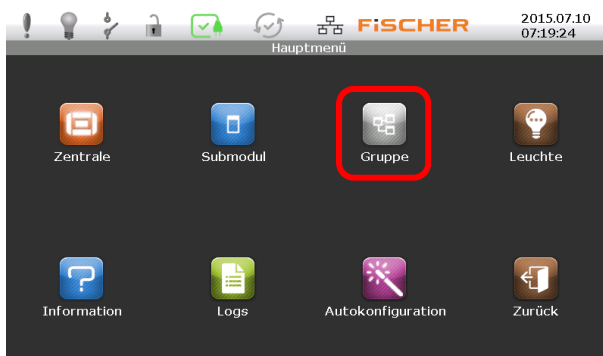 FiSCHER
2015.07.10
07:19:24
Hauptmenü
Zentrale
Submodul
Gruppe
Leuchte
Information
Logs
Autokonfiguration
Zurück